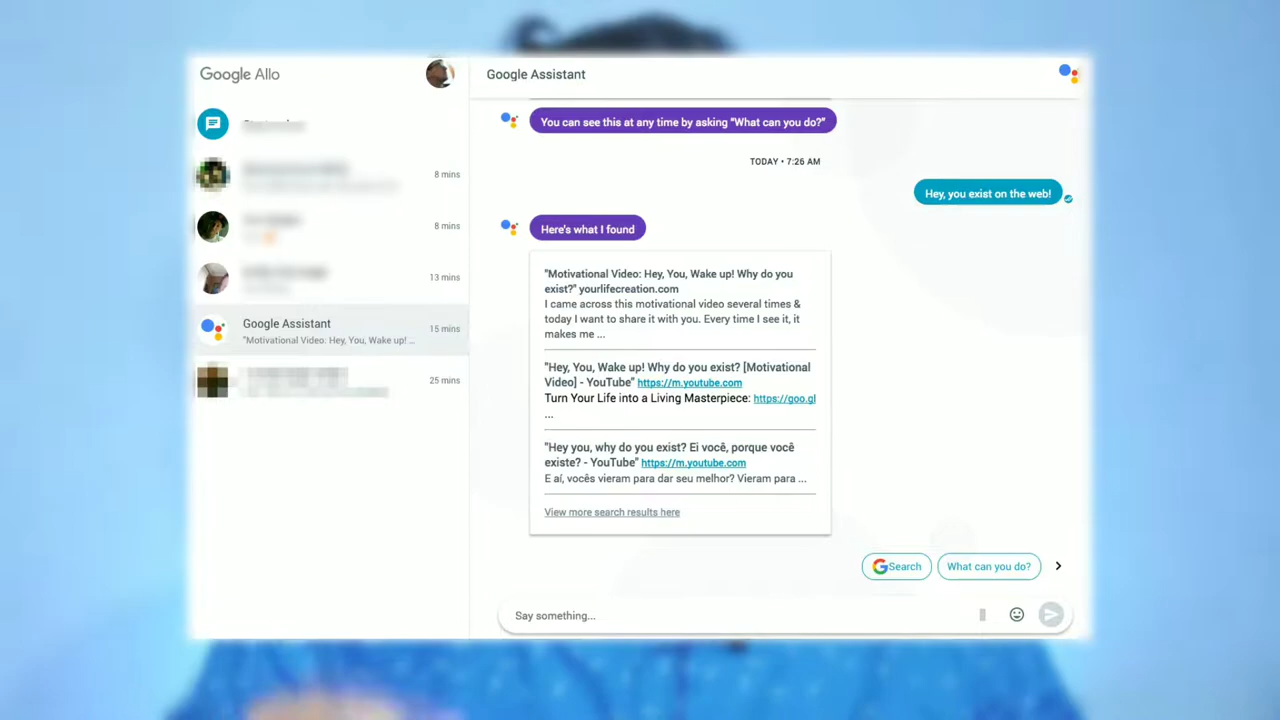 Google Allo
8 mins
8 mins
13 mins
Google Assistant
15 mins
"Motivational Video: Hey, You, Wake up! ...
25 mins
Google Assistant
You can see this at any time by asking "What can you do?"
TODAY • 7:26 AM
Hey, you exist on the web!
Here's what I found
"Motivational Video: Hey, You, Wake up! Why do you
exist?" yourlifecreation.com
I came across this motivational video several times &
today I want to share it with you. Every time I see it, it
makes me ...
"Hey, You, Wake up! Why do you exist? [Motivational
Video] - YouTube" https://m.youtube.com
Turn Your Life into a Living Masterpiece: https://goo.gl
...
"Hey you, why do you exist? Ei você, porque você
existe? - YouTube" https://m.youtube.com
E aí, vocês vieram para dar seu melhor? Vieram para ...
View more search results here
Search
What can you do?
Say something...